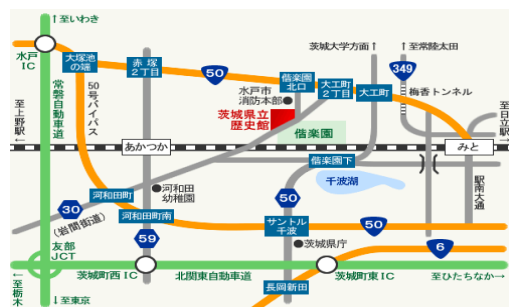 ↑至いわき
水戸
IC
大塚池
の端
赤塚
2丁目
50
茨城大学方面↑
↑至常陸太田
349
偕楽園
北口
大工町
2丁目
大工町
梅香トンネル
水戸市
消防本部
茨城県立
歴史館
偕楽園
常磐自動車道
50号バイパス
至上野駅←
至日立駅→
あかつか
みと
偕楽園下
千波湖
駅南大通
河和田町
河和田
幼稚園
30
(岩間街道)
河和田町南
50
サントル
千波
50
59
茨城県庁
6
友部
JCT
茨城町西IC
北関東自動車道
茨城町東IC
至ひたちなか→
至栃木←
↓至東京
長岡新田